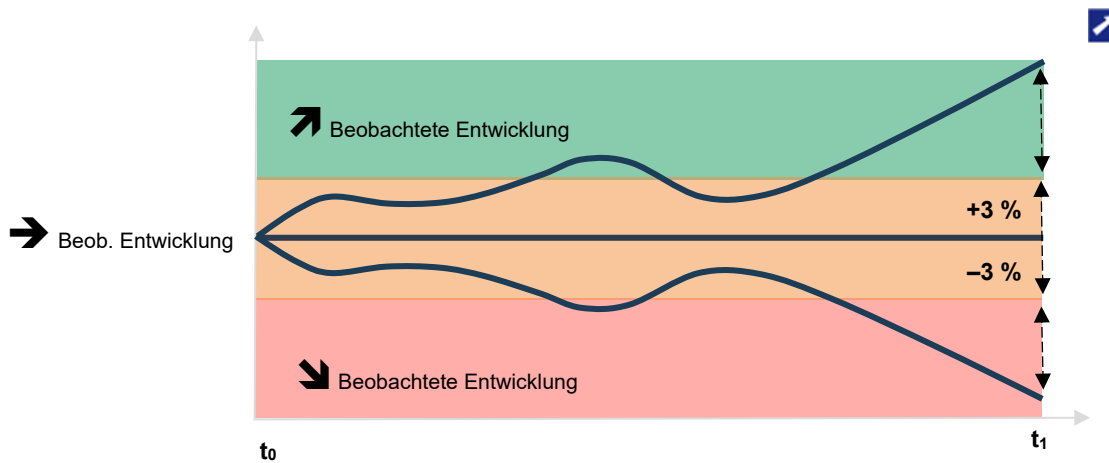 Beobachtete Entwicklung
+3 %
Beob. Entwicklung
–3 %
Beobachtete Entwicklung
t0
t1